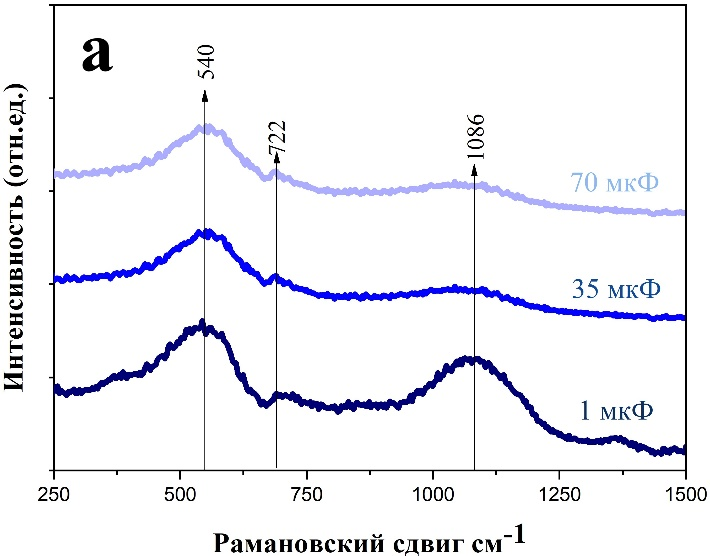 а
540
722
1086
70 мкФ
35 мкФ
1 мкФ
Интенсивность (отн.ед.)
250 500 750 1000 1250 1500
Рамановский сдвиг см-1